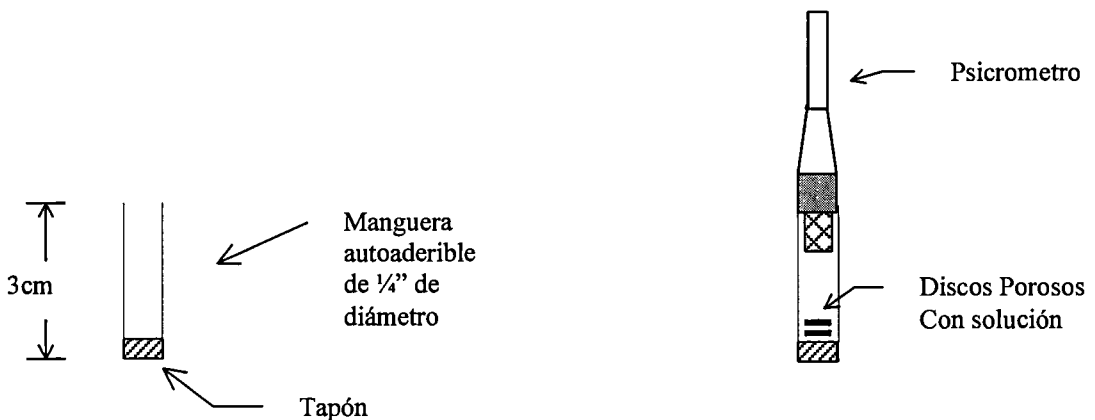 Psicrometro
3cm
Manguera
autoaderible
de ¼” de
diámetro
Discos Porosos
Con solución
Tapón